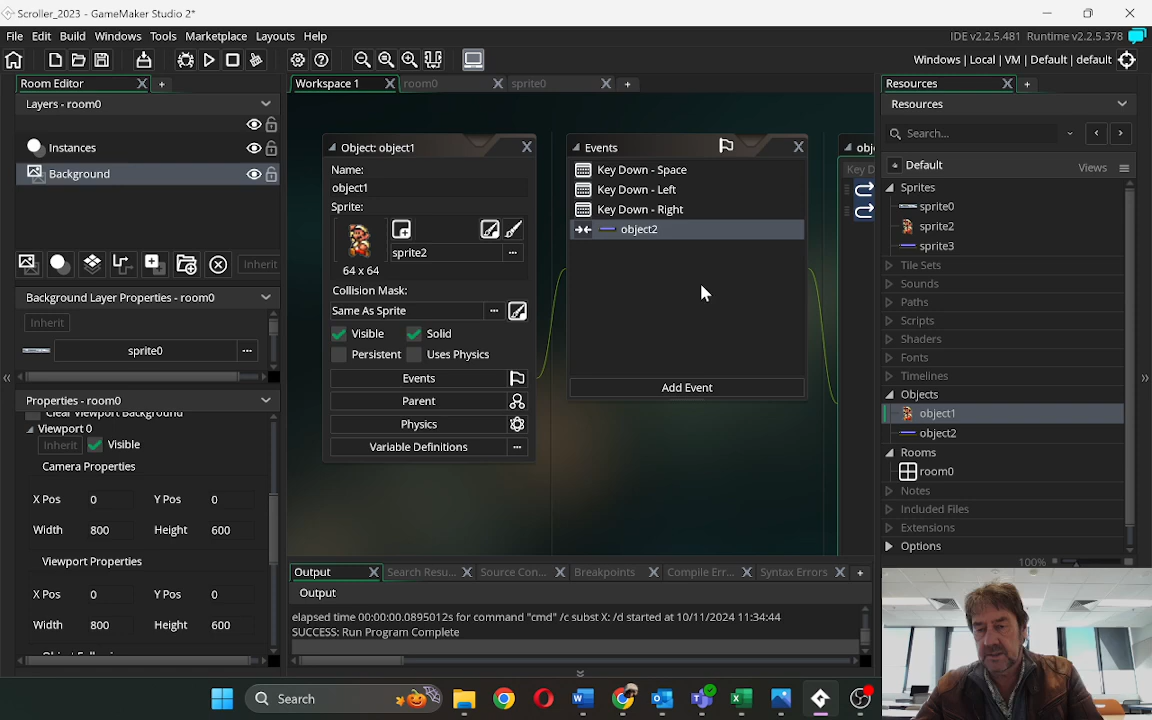 Scroller_2023 - GameMaker Studio 2*
File Edit Build Windows Tools Marketplace Layouts Help
IDE v2.2.5.481 Runtime v2.2.5.378
Windows | Local | VM | Default | default
Room Editor
Layers - room0
Instances
Background
Inherit
Background Layer Properties - room0
Inherit
sprite0
Properties - room0
Clear Viewport Background
Viewport 0
Inherit Visible
Camera Properties
X Pos 0 Y Pos 0
Width 800 Height 600
Viewport Properties
X Pos 0 Y Pos 0
Width 800 Height 600
Workspace 1 room0 sprite0
Object: object1
Name:
object1
Sprite:
sprite2
64 x 64
Collision Mask:
Same As Sprite
Visible Solid
Persistent Uses Physics
Events
Parent
Physics
Variable Definitions
Events
Key Down - Space
Key Down - Left
Key Down - Right
object2
Add Event
obj
Key D
Output Search Resu... Source Con... Breakpoints Compile Err... Syntax Errors
Output
elapsed time 00:00:00.0895012s for command "cmd" /c subst X: /d started at 10/11/2024 11:34:44
SUCCESS: Run Program Complete
Resources
Resources
Search...
Default Views
Sprites
sprite0
sprite2
sprite3
Tile Sets
Sounds
Paths
Scripts
Shaders
Fonts
Timelines
Objects
object1
object2
Rooms
room0
Notes
Included Files
Extensions
Options
100%
Search